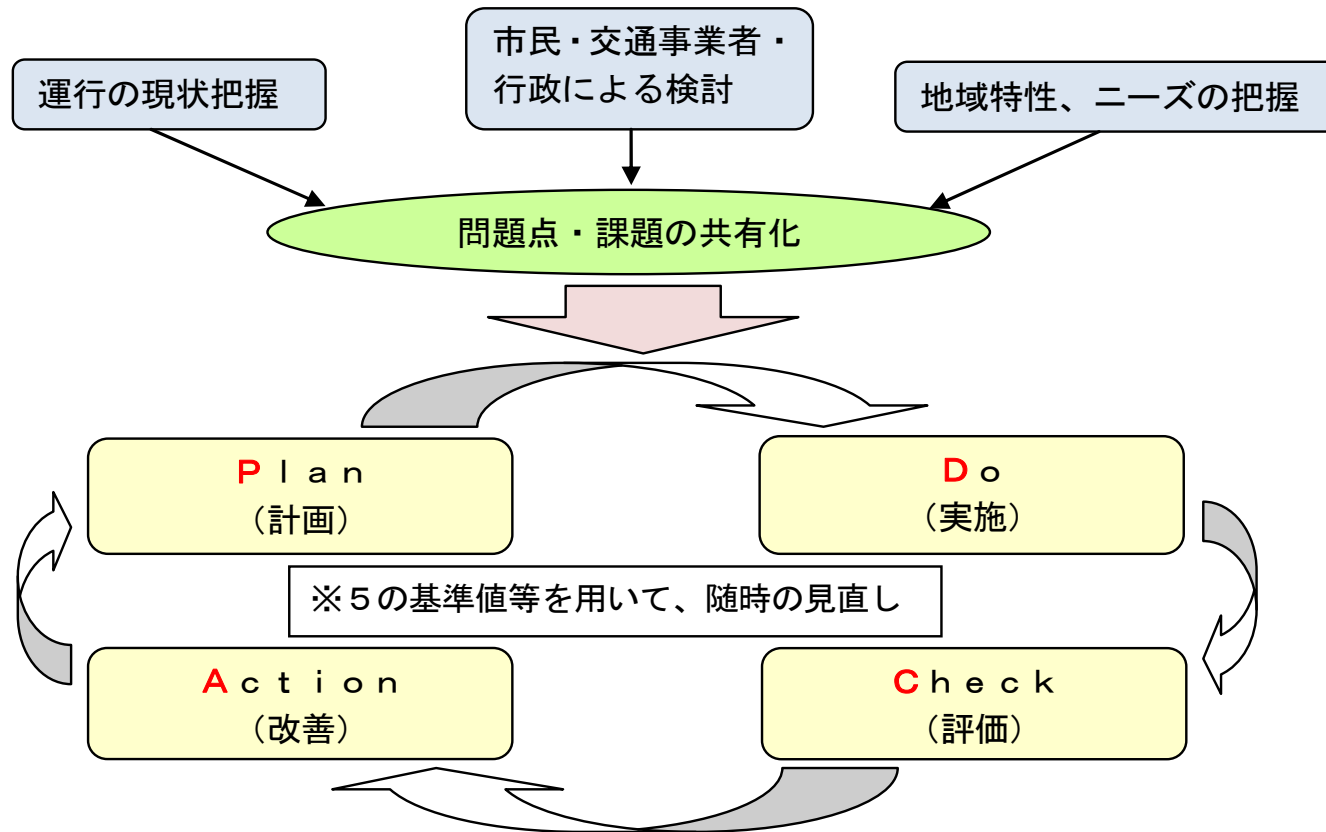 市民・交通事業者・
行政による検討
運行の現状把握
地域特性、ニーズの把握
問題点・課題の共有化
Ｐｌａｎ
（計画）
Ｄｏ
（実施）
※５の基準値等を用いて、随時の見直し
Ａｃｔｉｏｎ
（改善）
Ｃｈｅｃｋ
（評価）